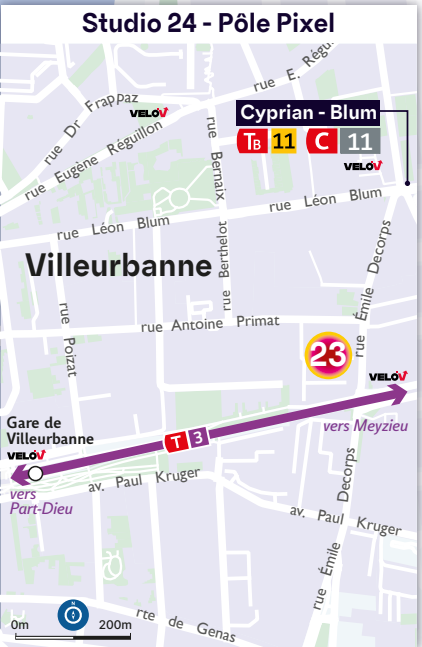 Studio 24 - Pôle Pixel
rue E. Régu
rue Dr Frappaz
VELO'V
Cyprian - Blum
TB 11 C 11
VELO'V
rue Eugène Réguillon
rue Bernaix
rue Léon Blum
rue Léon Blum
Villeurbanne
rue Berthelot
rue Émile Decorps
rue Poizat
rue Antoine Primat
23
VELO'V
Gare de
Villeurbanne
VELO'V
T 3
vers Meyzieu
vers
Part-Dieu
av. Paul Kruger
av. Paul Kruger
rue Émile Decorps
N
0m 200m
rte de Genas